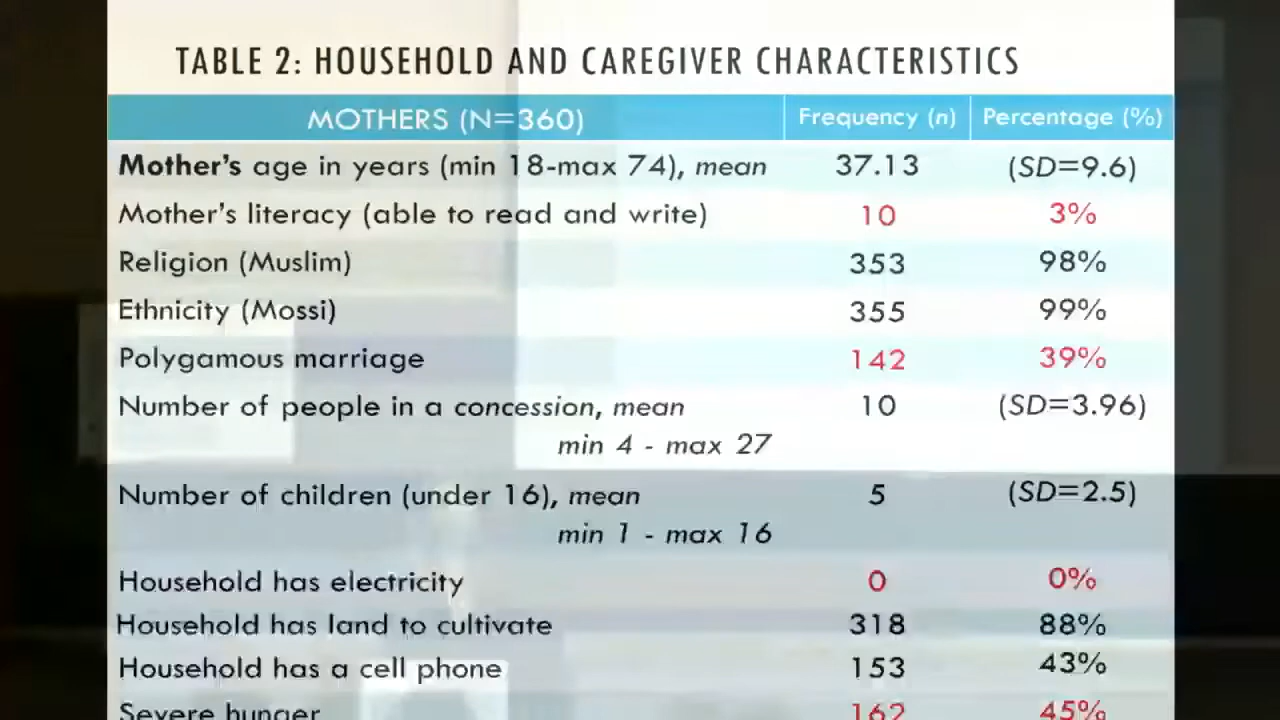 TABLE 2: HOUSEHOLD AND CAREGIVER CHARACTERISTICS
MOTHERS (N=360) Frequency (n) Percentage (%)
Mother's age in years (min 18-max 74), mean 37.13 (SD=9.6)
Mother's literacy (able to read and write) 10 3%
Religion (Muslim) 353 98%
Ethnicity (Mossi) 355 99%
Polygamous marriage 142 39%
Number of people in a concession, mean 10 (SD=3.96)
min 4 - max 27
Number of children (under 16), mean 5 (SD=2.5)
min 1 - max 16
Household has electricity 0 0%
Household has land to cultivate 318 88%
Household has a cell phone 153 43%
Severe hunger 162 45%